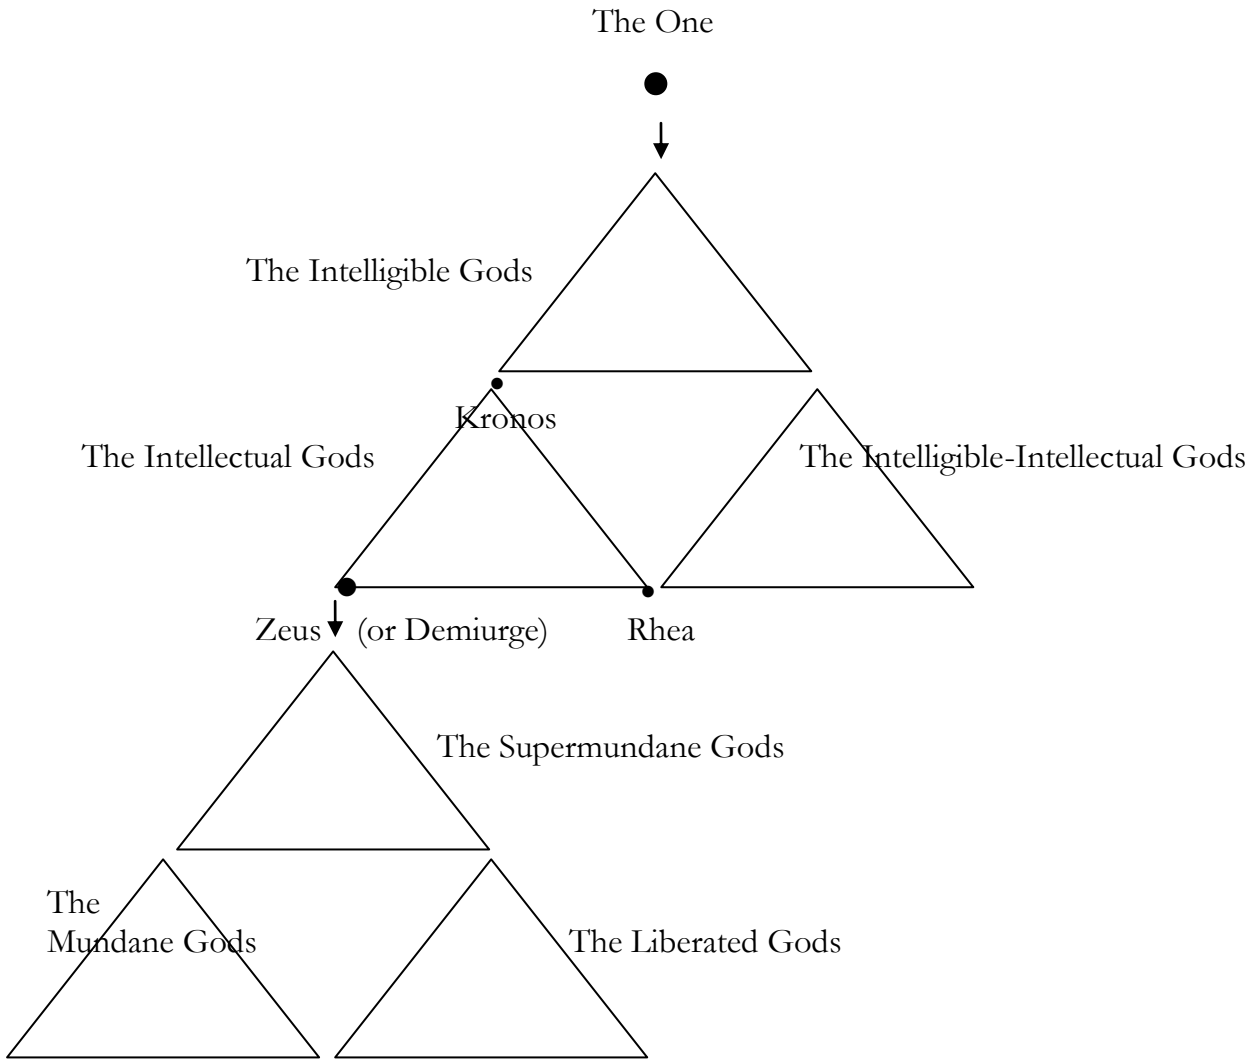 The One
The Intelligible Gods
Kronos
The Intellectual Gods
The Intelligible-Intellectual Gods
Zeus (or Demiurge)
Rhea
The Supermundane Gods
The
Mundane Gods
The Liberated Gods